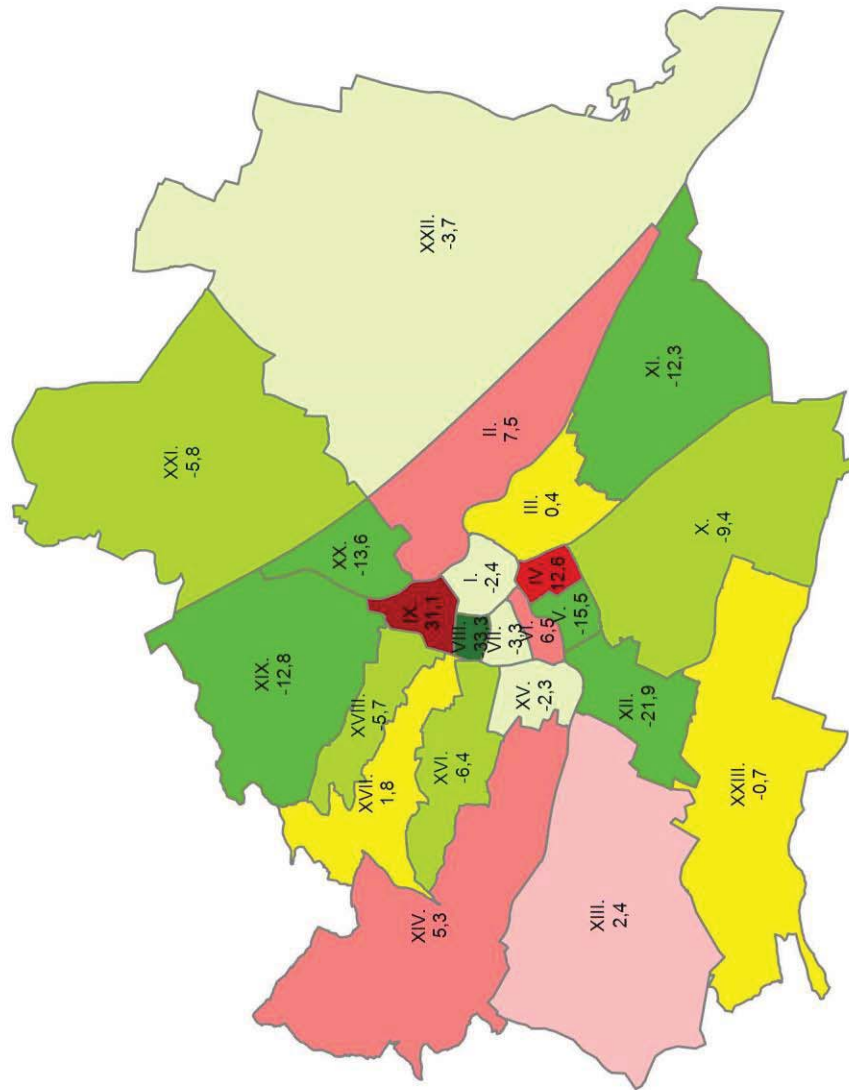 XXI.
-5,8
XXII.
-3,7
XIX.
-12,8
XX.
-13,6
II.
7,5
XVIII.
-5,7
IX.
31,1
XVII.
1,8
XVI.
-6,4
VIII.
33,3
I.
-2,4
III.
0,4
XIV.
5,3
XV.
-2,3
VII.
-3,3
VI.
6,5
IV.
12,6
V.
-15,5
XI.
-12,3
XIII.
2,4
XII.
-21,9
X.
-9,4
XXIII.
-0,7